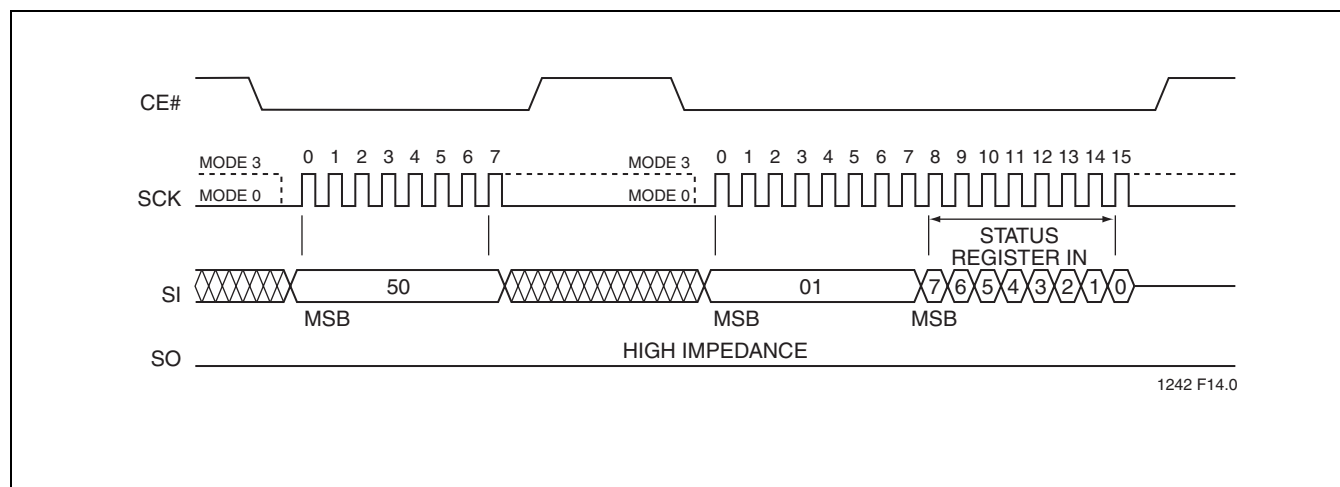 CE#
MODE 3 0 1 2 3 4 5 6 7 MODE 3 0 1 2 3 4 5 6 7 8 9 10 11 12 13 14 15
SCK MODE 0 MODE 0
STATUS
REGISTER IN
SI 50 01 7 6 5 4 3 2 1 0
MSB MSB MSB
HIGH IMPEDANCE
SO
1242 F14.0